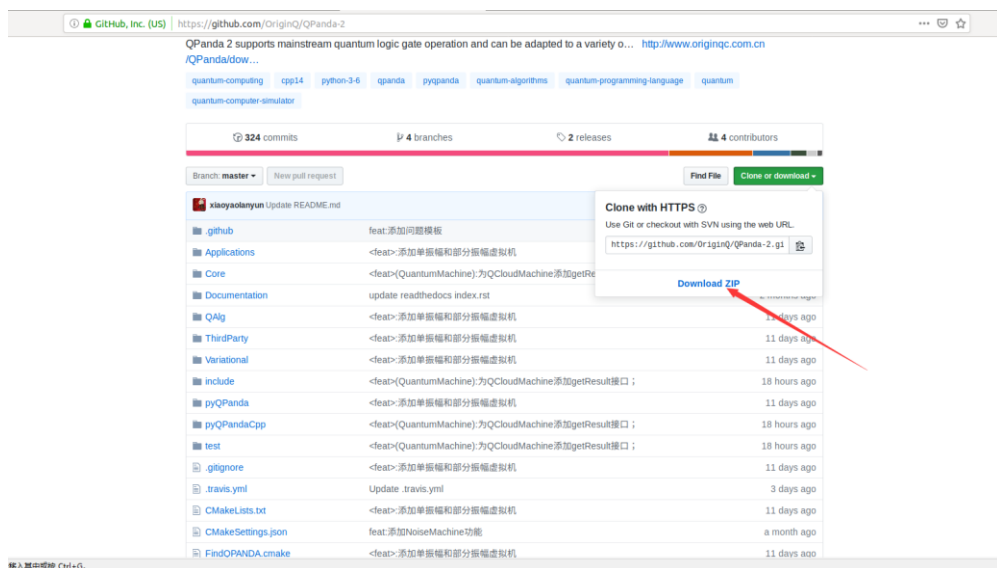 GitHub, Inc. (US) https://github.com/OriginQ/QPanda-2
QPanda 2 supports mainstream quantum logic gate operation and can be adapted to a variety o… http://www.originqc.com.cn
/QPanda/dow…
quantum-computing cpp14 python-3-6 qpanda pyqpanda quantum-algorithms quantum-programming-language quantum
quantum-computer-simulator
324 commits 4 branches 2 releases 4 contributors
Branch: master New pull request Find File Clone or download
xiaoyaolanyun Update README.md
Clone with HTTPS
Use Git or checkout with SVN using the web URL.
https://github.com/OriginQ/QPanda-2.gi
Download ZIP
.github feat:添加问题模板
Applications <feat>:添加单振幅和部分振幅虚拟机
Core <feat>(QuantumMachine):为QCloudMachine添加getRe
Documentation update readthedocs index.rst 2 months ago
QAlg <feat>:添加单振幅和部分振幅虚拟机 11 days ago
ThirdParty <feat>:添加单振幅和部分振幅虚拟机 11 days ago
Variational <feat>:添加单振幅和部分振幅虚拟机 11 days ago
include <feat>(QuantumMachine):为QCloudMachine添加getResult接口； 18 hours ago
pyQPanda <feat>:添加单振幅和部分振幅虚拟机 11 days ago
pyQPandaCpp <feat>(QuantumMachine):为QCloudMachine添加getResult接口； 18 hours ago
test <feat>(QuantumMachine):为QCloudMachine添加getResult接口； 18 hours ago
.gitignore <feat>:添加单振幅和部分振幅虚拟机 11 days ago
.travis.yml Update .travis.yml 3 days ago
CMakeLists.txt <feat>:添加单振幅和部分振幅虚拟机 11 days ago
CMakeSettings.json feat:添加NoiseMachine功能 a month ago
FindQPANDA.cmake <feat>:添加单振幅和部分振幅虚拟机 11 days ago
Ctrl+G。